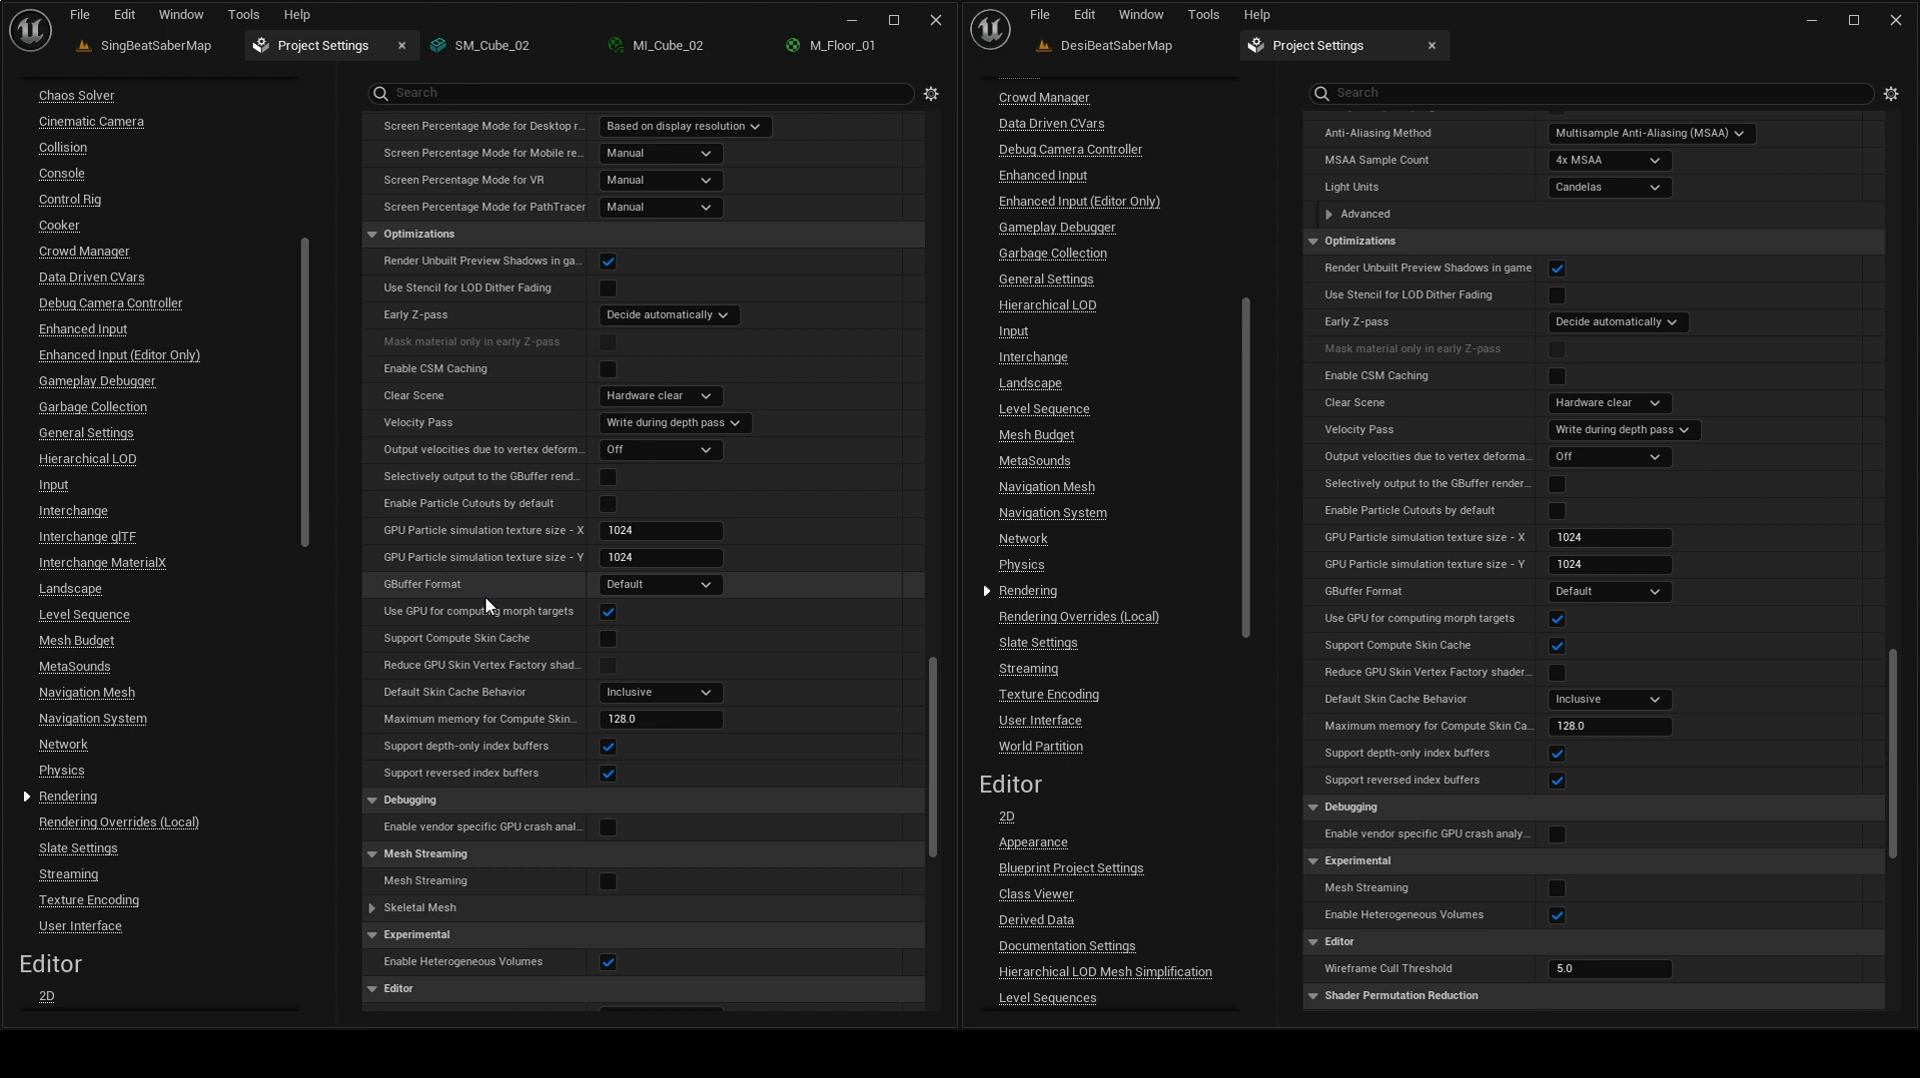 File Edit Window Tools Help
SingBeatSaberMap Project Settings SM_Cube_02 MI_Cube_02 M_Floor_01
Chaos Solver
Cinematic Camera
Collision
Console
Control Rig
Cooker
Crowd Manager
Data Driven CVars
Debug Camera Controller
Enhanced Input
Enhanced Input (Editor Only)
Gameplay Debugger
Garbage Collection
General Settings
Hierarchical LOD
Input
Interchange
Interchange glTF
Interchange MaterialX
Landscape
Level Sequence
Mesh Budget
MetaSounds
Navigation Mesh
Navigation System
Network
Physics
Rendering
Rendering Overrides (Local)
Slate Settings
Streaming
Texture Encoding
User Interface
Editor
2D
Search
Screen Percentage Mode for Desktop r... Based on display resolution
Screen Percentage Mode for Mobile re... Manual
Screen Percentage Mode for VR Manual
Screen Percentage Mode for PathTracer Manual
Optimizations
Render Unbuilt Preview Shadows in ga...
Use Stencil for LOD Dither Fading
Early Z-pass Decide automatically
Mask material only in early Z-pass
Enable CSM Caching
Clear Scene Hardware clear
Velocity Pass Write during depth pass
Output velocities due to vertex deform... Off
Selectively output to the GBuffer rend...
Enable Particle Cutouts by default
GPU Particle simulation texture size - X 1024
GPU Particle simulation texture size - Y 1024
GBuffer Format Default
Use GPU for computing morph targets
Support Compute Skin Cache
Reduce GPU Skin Vertex Factory shad...
Default Skin Cache Behavior Inclusive
Maximum memory for Compute Skin... 128.0
Support depth-only index buffers
Support reversed index buffers
Debugging
Enable vendor specific GPU crash anal...
Mesh Streaming
Mesh Streaming
Skeletal Mesh
Experimental
Enable Heterogeneous Volumes
Editor
File Edit Window Tools Help
DesiBeatSaberMap Project Settings
Crowd Manager
Data Driven CVars
Debug Camera Controller
Enhanced Input
Enhanced Input (Editor Only)
Gameplay Debugger
Garbage Collection
General Settings
Hierarchical LOD
Input
Interchange
Landscape
Level Sequence
Mesh Budget
MetaSounds
Navigation Mesh
Navigation System
Network
Physics
Rendering
Rendering Overrides (Local)
Slate Settings
Streaming
Texture Encoding
User Interface
World Partition
Editor
2D
Appearance
Blueprint Project Settings
Class Viewer
Derived Data
Documentation Settings
Hierarchical LOD Mesh Simplification
Level Sequences
Search
Anti-Aliasing Method Multisample Anti-Aliasing (MSAA)
MSAA Sample Count 4x MSAA
Light Units Candelas
Advanced
Optimizations
Render Unbuilt Preview Shadows in game
Use Stencil for LOD Dither Fading
Early Z-pass Decide automatically
Mask material only in early Z-pass
Enable CSM Caching
Clear Scene Hardware clear
Velocity Pass Write during depth pass
Output velocities due to vertex deforma... Off
Selectively output to the GBuffer render...
Enable Particle Cutouts by default
GPU Particle simulation texture size - X 1024
GPU Particle simulation texture size - Y 1024
GBuffer Format Default
Use GPU for computing morph targets
Support Compute Skin Cache
Reduce GPU Skin Vertex Factory shader...
Default Skin Cache Behavior Inclusive
Maximum memory for Compute Skin Ca... 128.0
Support depth-only index buffers
Support reversed index buffers
Debugging
Enable vendor specific GPU crash analy...
Experimental
Mesh Streaming
Enable Heterogeneous Volumes
Editor
Wireframe Cull Threshold 5.0
Shader Permutation Reduction